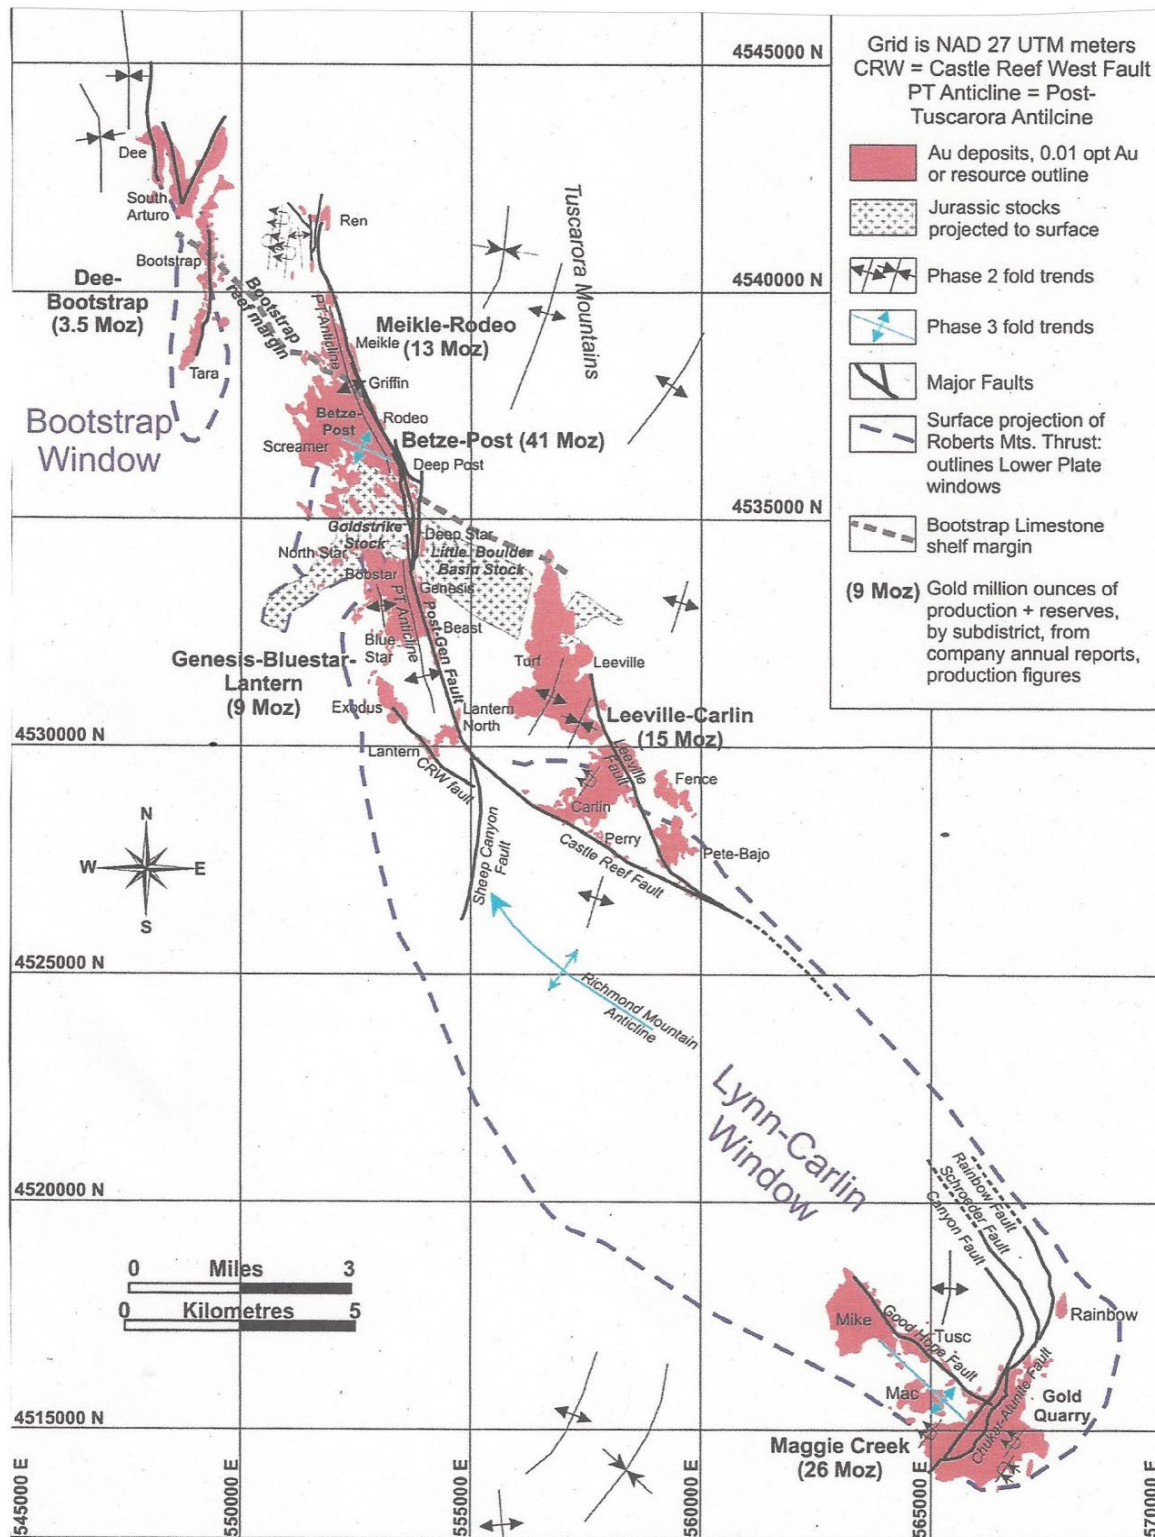 Grid is NAD 27 UTM meters
CRW = Castle Reef West Fault
PT Anticline = Post-
Tuscarora Antilcine
Au deposits, 0.01 opt Au
or resource outline
Jurassic stocks
projected to surface
Phase 2 fold trends
Phase 3 fold trends
Major Faults
Surface projection of
Roberts Mts. Thrust:
outlines Lower Plate
windows
Bootstrap Limestone
shelf margin
(9 Moz) Gold million ounces of
production + reserves,
by subdistrict, from
company annual reports,
production figures
4545000 N
Dee
South
Arturo
Bootstrap
Dee-
Bootstrap
(3.5 Moz)
Tara
Bootstrap
Window
Ren
Tuscarora Mountains
4540000 N
Bootstrap
reef margin
PT Anticline
Meikle-Rodeo
(13 Moz)
Meikle
Griffin
Betze-
Post
Rodeo
Betze-Post (41 Moz)
Screamer
Deep Post
4535000 N
Goldstrike
Stock
Deep Star
Little Boulder
Basin Stock
North Star
Bobstar
Genesis
PT Anticline
Post-Gen Fault
Beast
Blue
Star
Genesis-Bluestar-
Lantern
(9 Moz)
Turf
Leeville
Exodus
Lantern
North
Leeville-Carlin
(15 Moz)
4530000 N
4530000 N
Lantern
CRW fault
Leeville
Fault
Fence
Carlin
Perry
Pete-Bajo
Castle Reef Fault
Sheep Canyon
Fault
N
W
E
S
4525000 N
4525000 N
Richmond Mountain
Anticline
Lynn-Carlin
Window
4520000 N
4520000 N
Rainbow Fault
Schroeder Fault
Canyon Fault
0 Miles 3
0 Kilometres 5
Mike
Good Hope Fault
Tusc
Rainbow
Mac
Chukar-Alunite Fault
Gold
Quarry
4515000 N
4515000 N
Maggie Creek
(26 Moz)
545000 E
550000 E
555000 E
560000 E
565000 E
570000 E